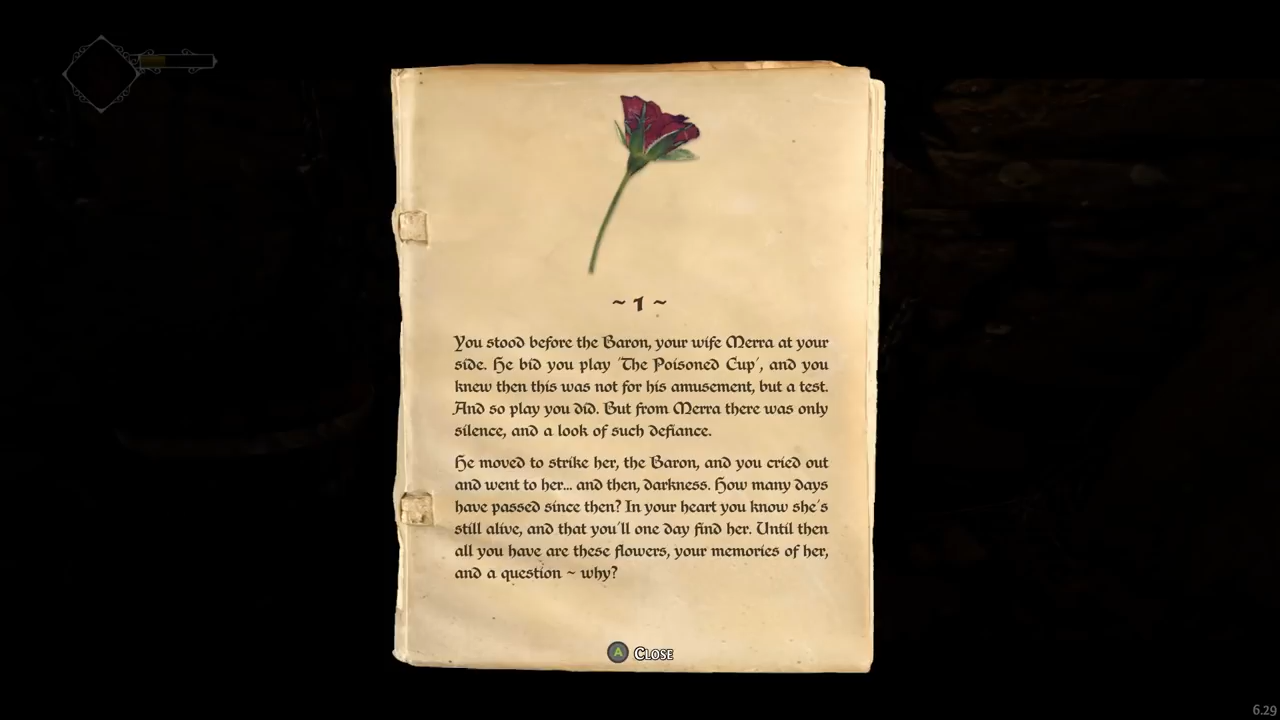 ~ 1 ~
You stood before the Baron, your wife Merra at your
side. He bid you play 'The Poisoned Cup', and you
knew then this was not for his amusement, but a test.
And so play you did. But from Merra there was only
silence, and a look of such defiance.
He moved to strike her, the Baron, and you cried out
and went to her... and then, darkness. How many days
have passed since then? In your heart you know she's
still alive, and that you'll one day find her. Until then
all you have are these flowers, your memories of her,
and a question ~ why?
A Close
6.29